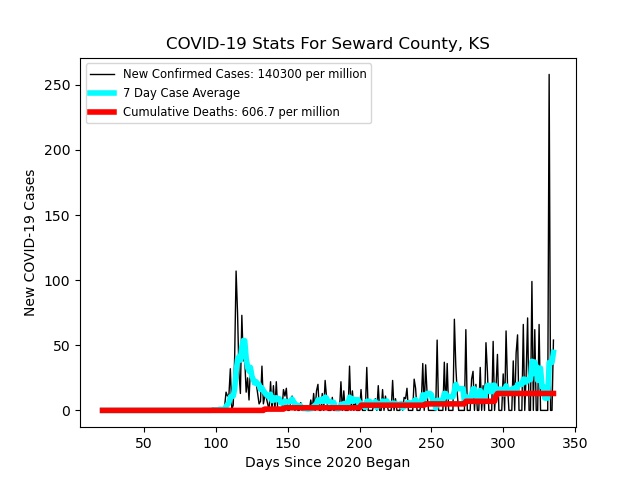 COVID-19 Stats For Seward County, KS
New Confirmed Cases: 140300 per million
7 Day Case Average
Cumulative Deaths: 606.7 per million
New COVID-19 Cases
250
200
150
100
50
0
50 100 150 200 250 300 350
Days Since 2020 Began